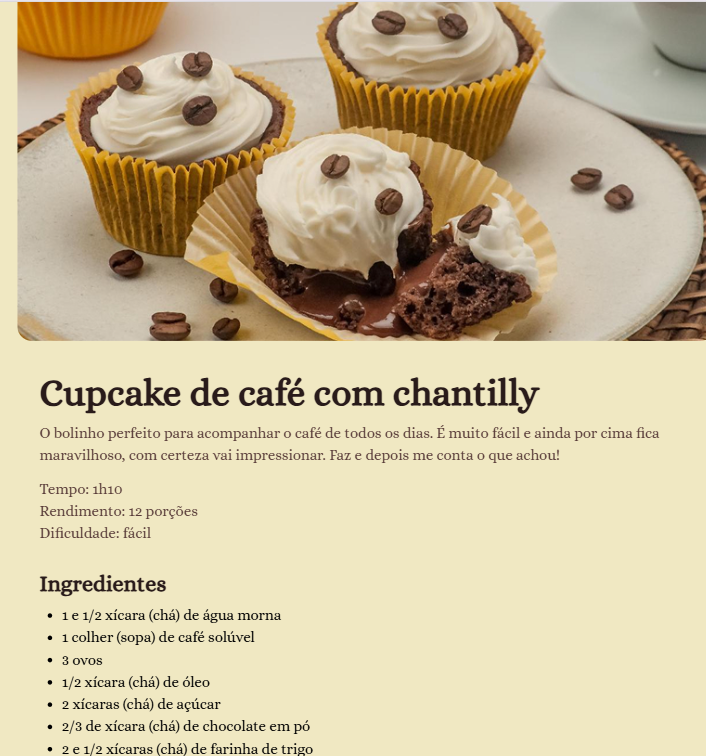 Cupcake de café com chantilly
O bolinho perfeito para acompanhar o café de todos os dias. É muito fácil e ainda por cima fica
maravilhoso, com certeza vai impressionar. Faz e depois me conta o que achou!
Tempo: 1h10
Rendimento: 12 porções
Dificuldade: fácil
Ingredientes
• 1 e 1/2 xícara (chá) de água morna
• 1 colher (sopa) de café solúvel
• 3 ovos
• 1/2 xícara (chá) de óleo
• 2 xícaras (chá) de açúcar
• 2/3 de xícara (chá) de chocolate em pó
• 2 e 1/2 xícaras (chá) de farinha de trigo